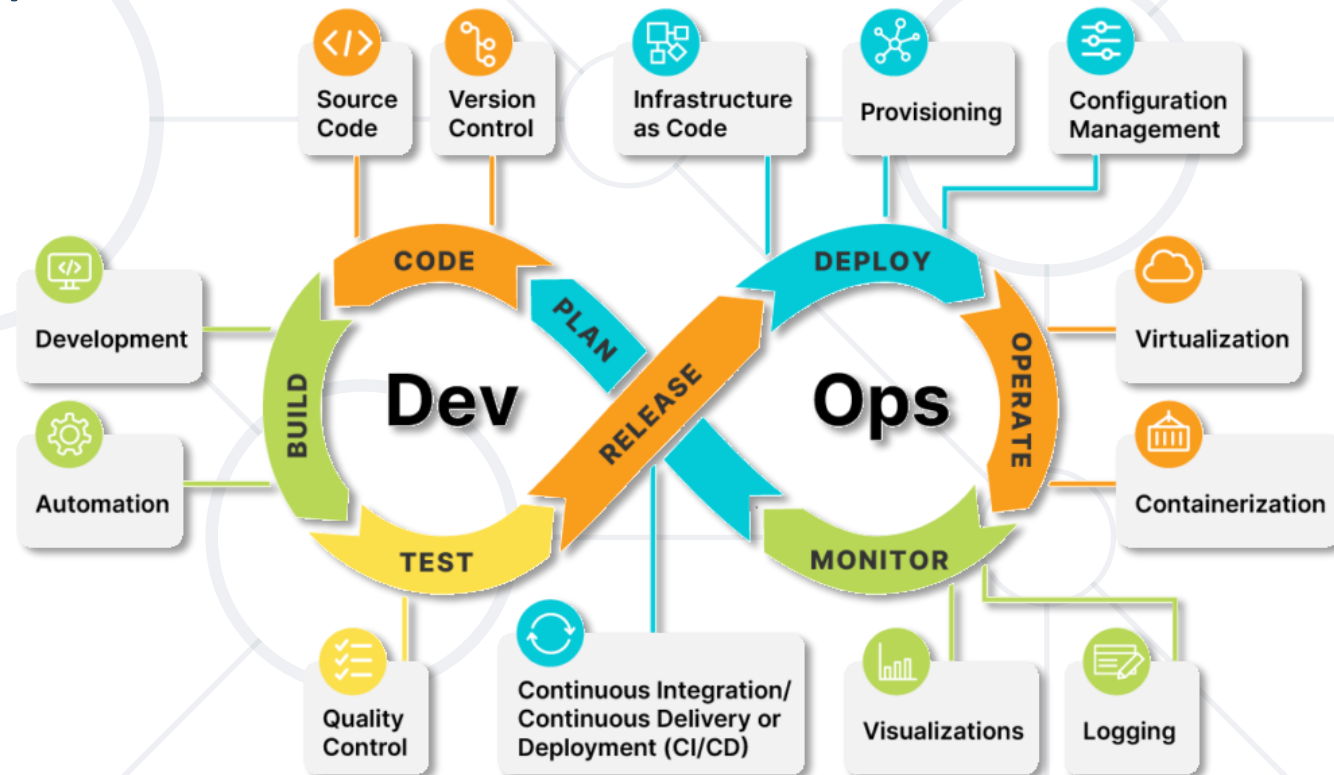 Source
Code
Version
Control
Infrastructure
as Code
Provisioning
Configuration
Management
CODE
DEPLOY
PLAN
Development
Virtualization
Dev
Ops
BUILD
RELEASE
OPERATE
Automation
Containerization
TEST
MONITOR
Quality
Control
Continuous Integration/
Continuous Delivery or
Deployment (CI/CD)
Visualizations
Logging